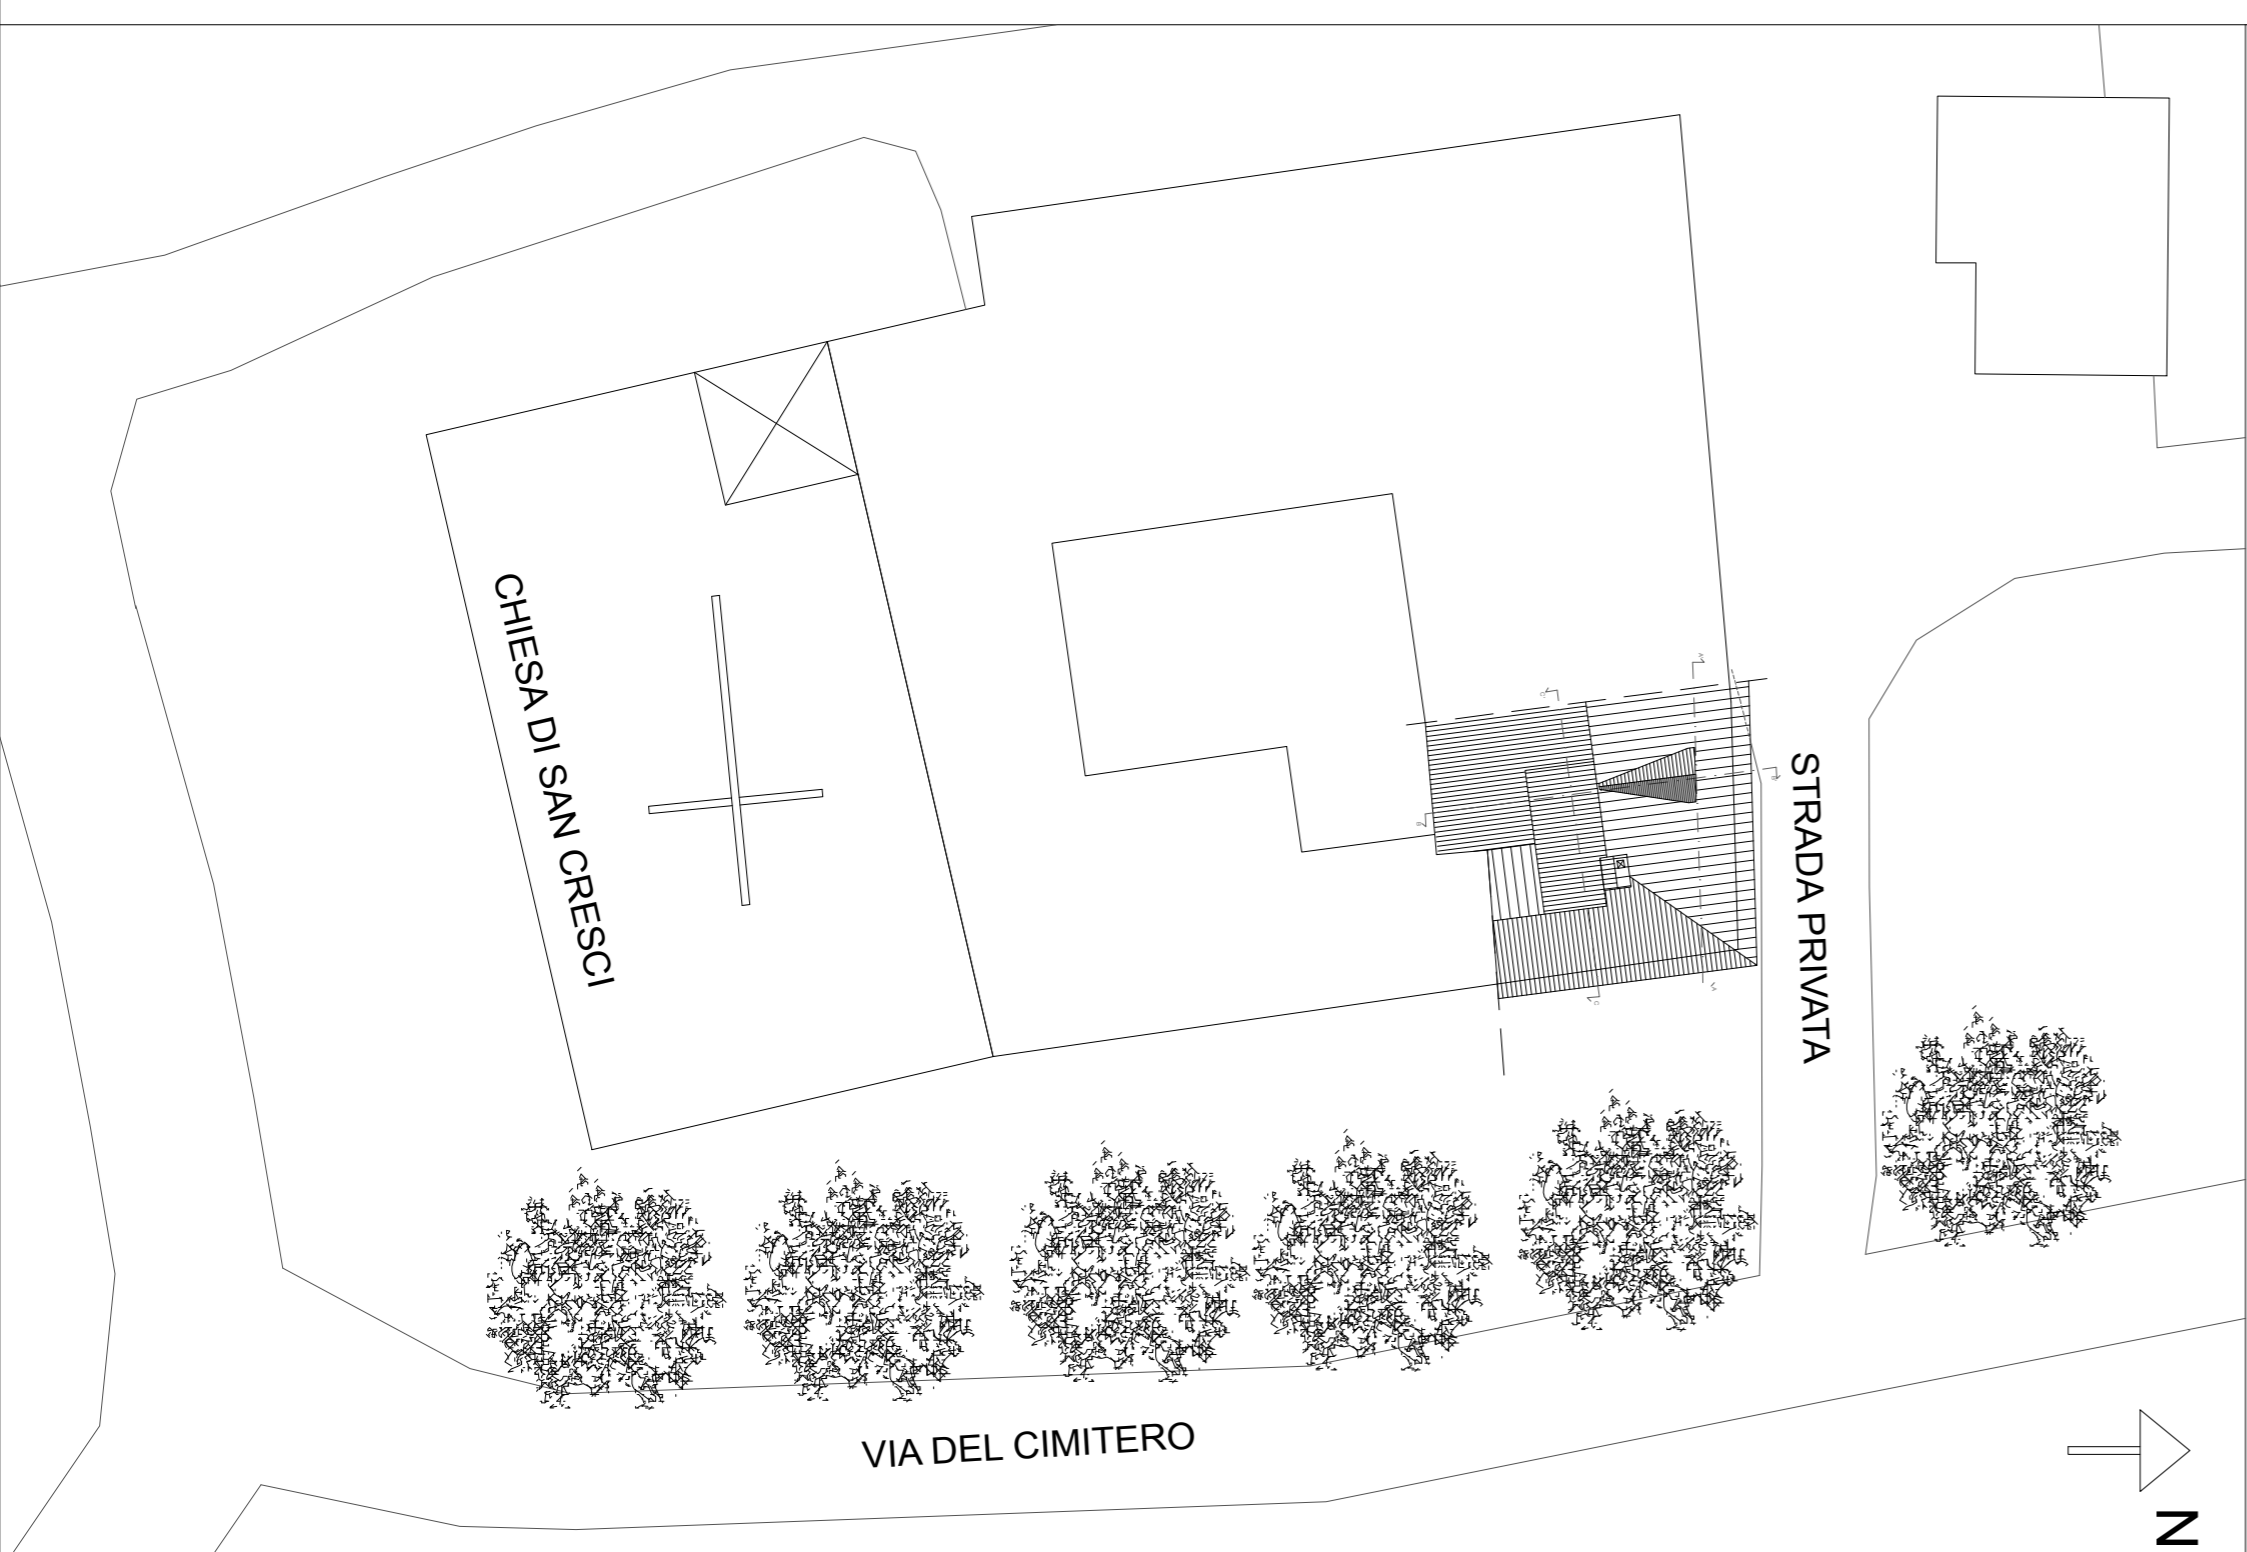 CHIESA DI SAN CRESCI
STRADA PRIVATA
VIA DEL CIMITERO
N